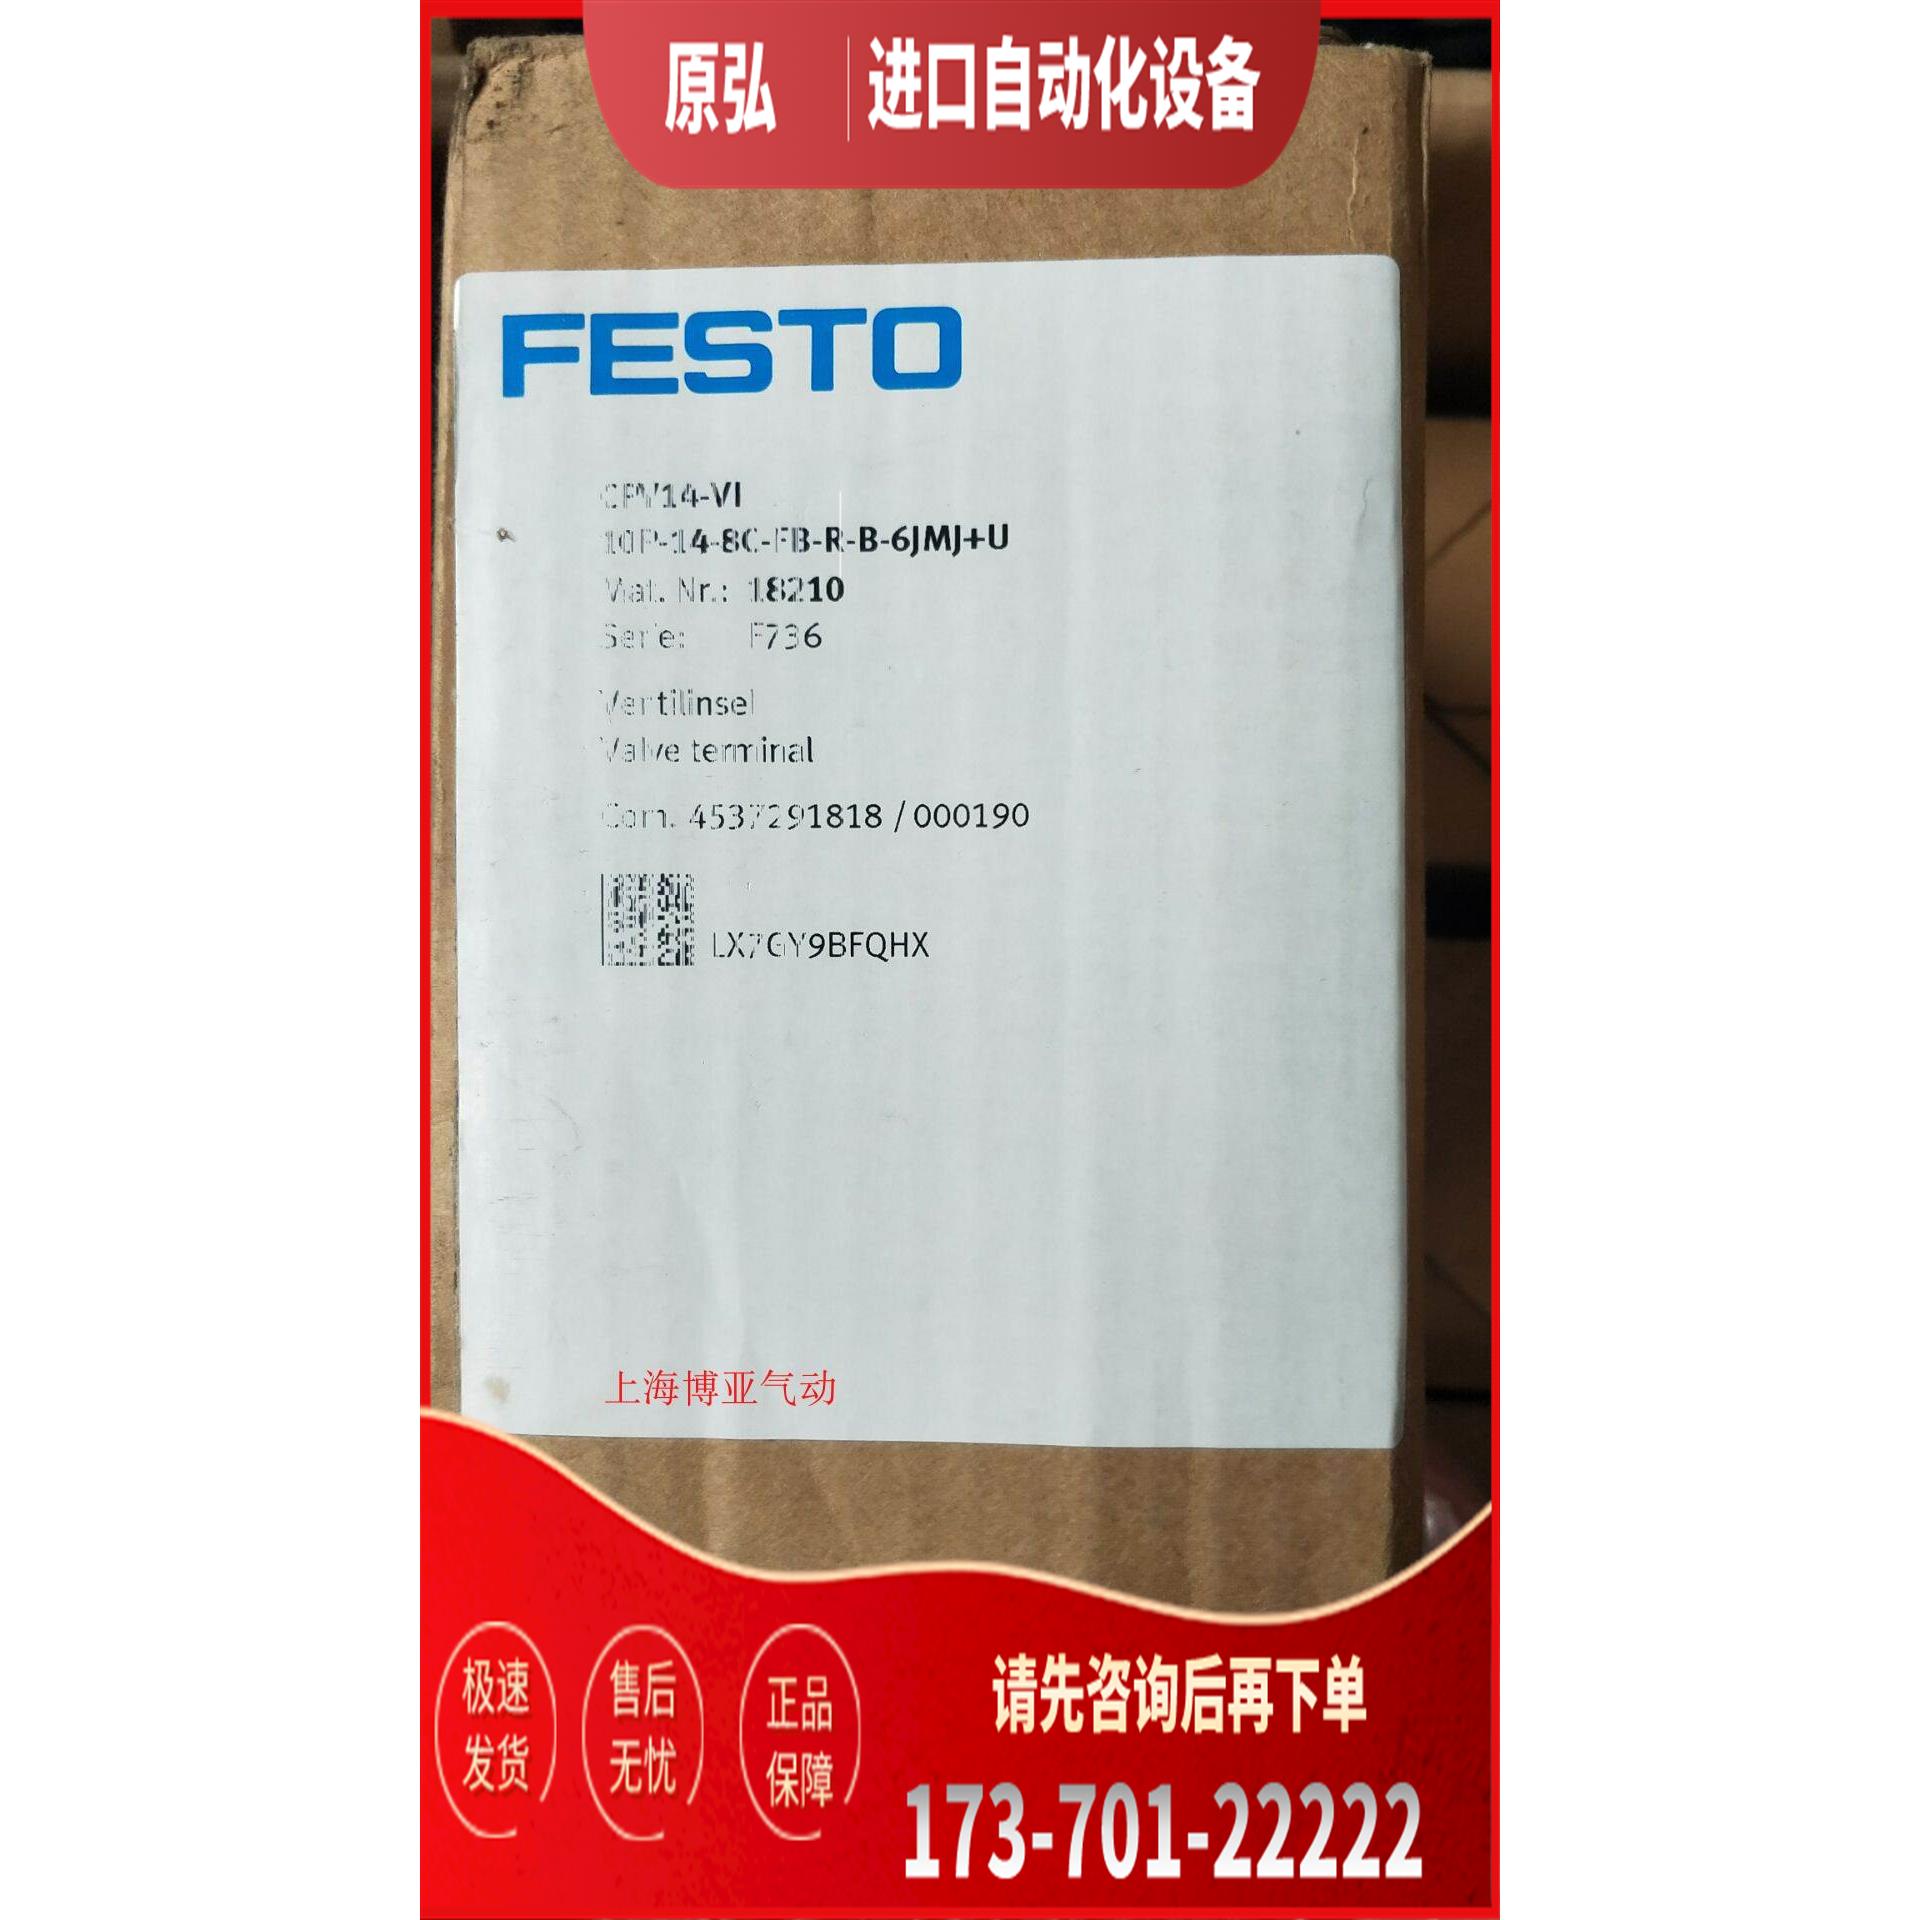 原弘 进口自动化设备
FESTO
CPV14-VI
10P-14-8C-FB-R-B-6JMJ+U
Mat. Nr.: 18210
Serie: F736
Ventilinsel
Valve terminal
Com. 4537291818 / 000190
LX7GY9BFQHX
上海博亚气动
极速
发货
售后
无忧
正品
保障
请先咨询后再下单
173-701-22222